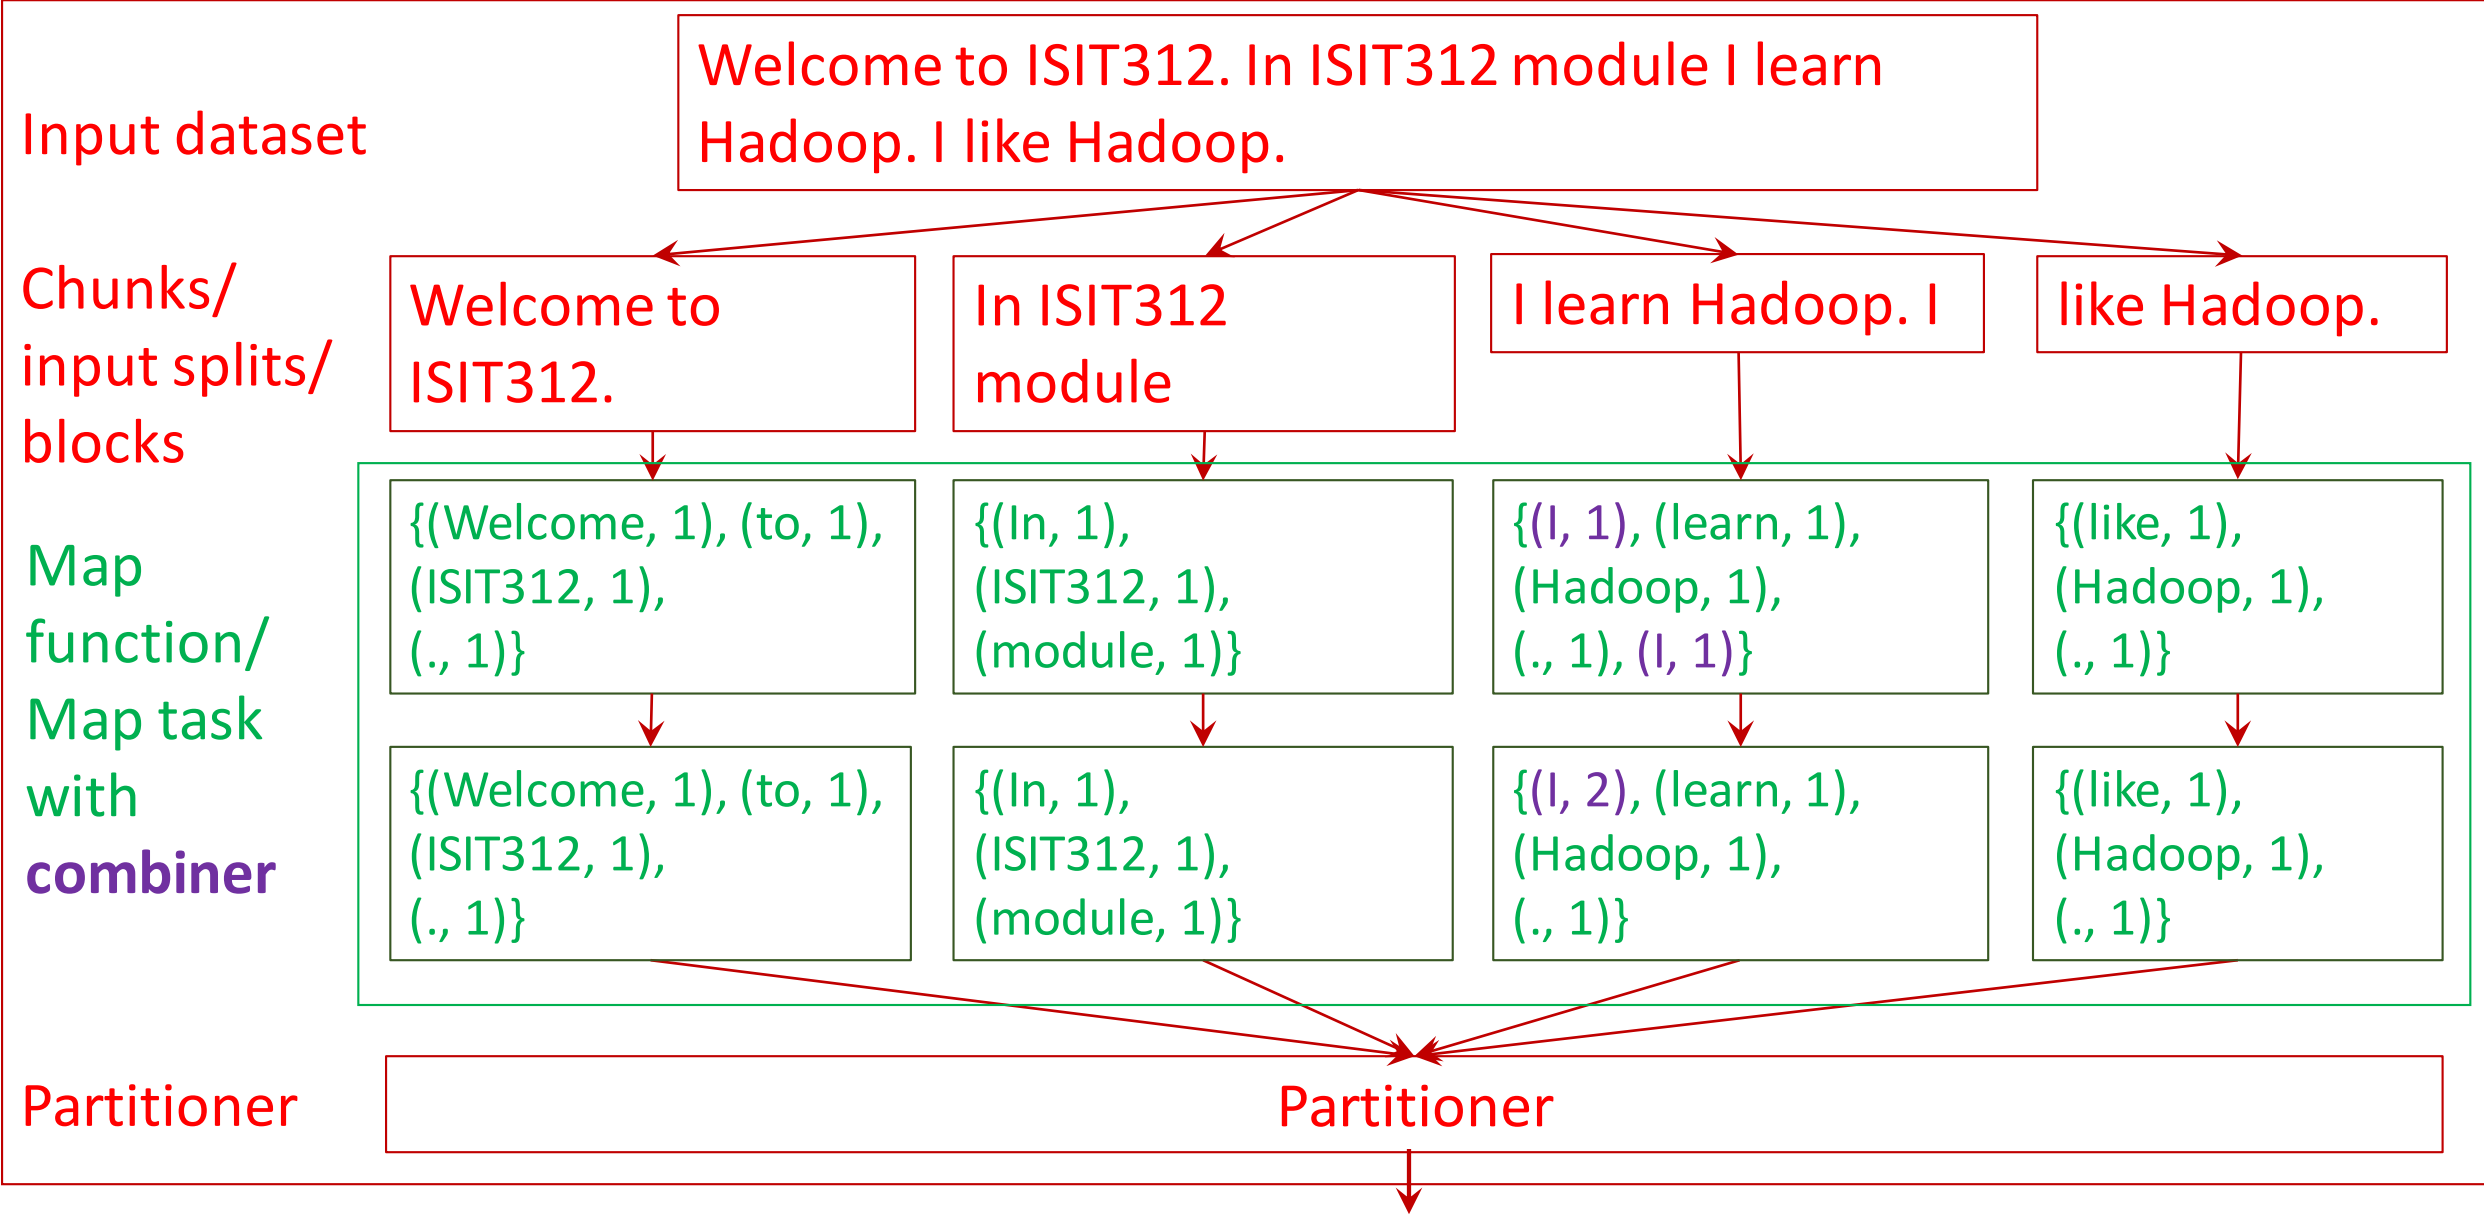 Input dataset
Welcome to ISIT312. In ISIT312 module I learn
Hadoop. I like Hadoop.
Chunks/
input splits/
blocks
Welcome to
ISIT312.
In ISIT312
module
I learn Hadoop. I
like Hadoop.
Map
function/
Map task
with
combiner
{(Welcome, 1), (to, 1),
(ISIT312, 1),
(., 1)}
{(In, 1),
(ISIT312, 1),
(module, 1)}
{(I, 1), (learn, 1),
(Hadoop, 1),
(., 1), (I, 1)}
{(like, 1),
(Hadoop, 1),
(., 1)}
{(Welcome, 1), (to, 1),
(ISIT312, 1),
(., 1)}
{(In, 1),
(ISIT312, 1),
(module, 1)}
{(I, 2), (learn, 1),
(Hadoop, 1),
(., 1)}
{(like, 1),
(Hadoop, 1),
(., 1)}
Partitioner
Partitioner